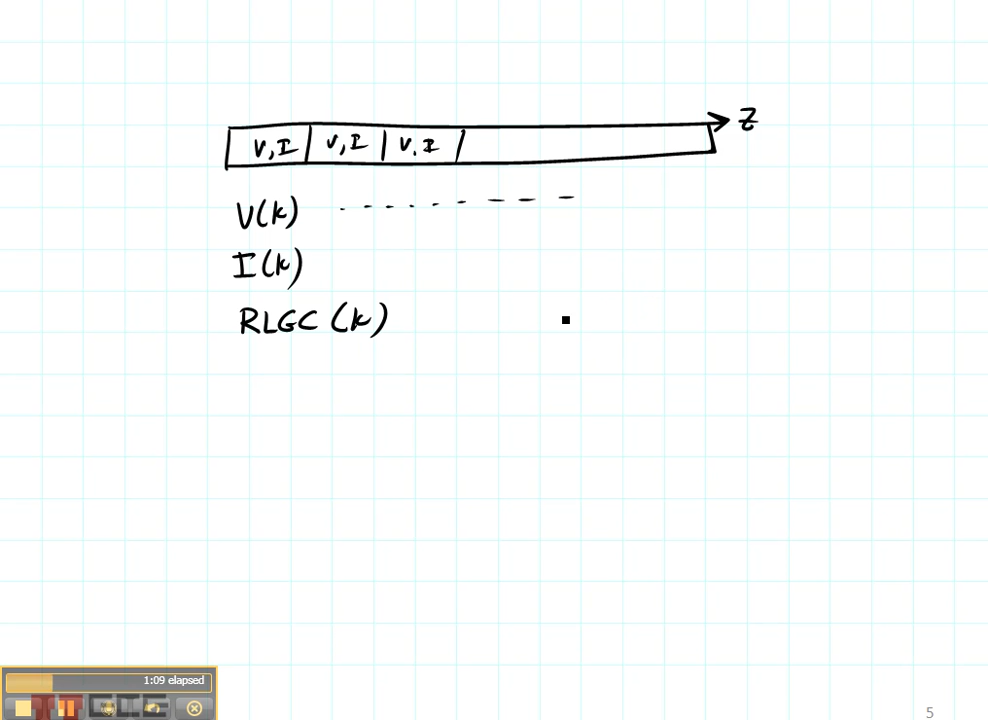 Z
V,I V,I V,I
V(k)
I(k)
RLGC (k)
1:09 elapsed
5